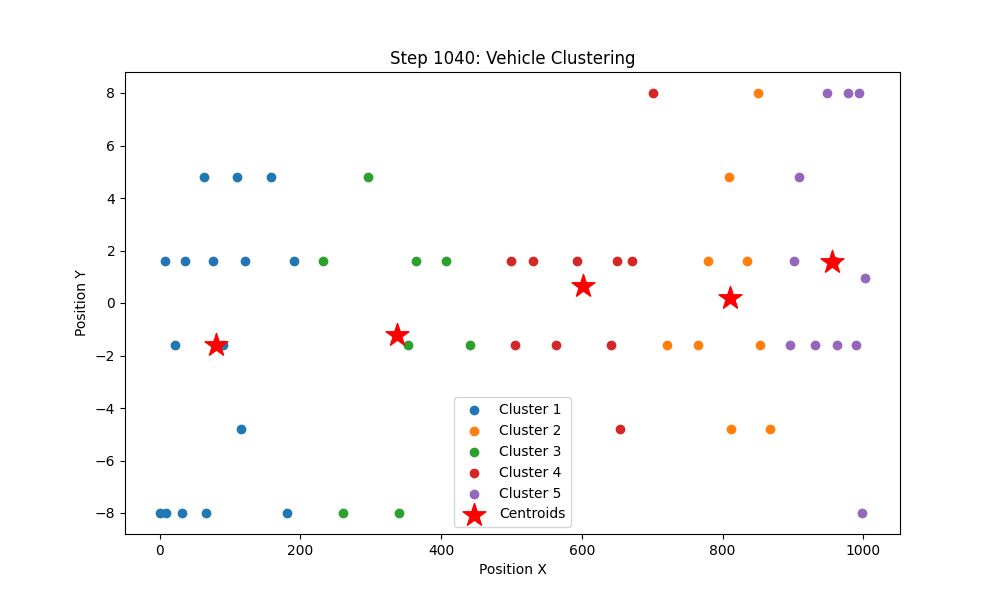 Step 1040: Vehicle Clustering
Position Y
8
6
4
2
0
−2
−4
−6
−8
Cluster 1
Cluster 2
Cluster 3
Cluster 4
Cluster 5
Centroids
0 200 400 600 800 1000
Position X